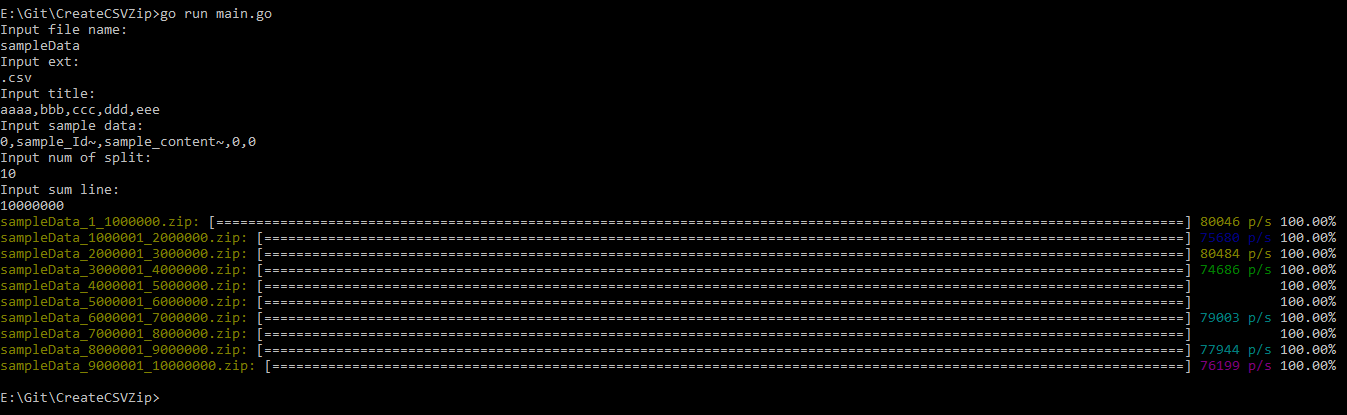 E:\Git\CreateCSVZip>go run main.go
Input file name:
sampleData
Input ext:
.csv
Input title:
aaaa,bbb,ccc,ddd,eee
Input sample data:
0,sample_Id~,sample_content~,0,0
Input num of split:
10
Input sum line:
10000000
sampleData_1_1000000.zip: [=========================================================================================================================] 80046 p/s 100.00%
sampleData_1000001_2000000.zip: [===================================================================================================================] 75680 p/s 100.00%
sampleData_2000001_3000000.zip: [===================================================================================================================] 80484 p/s 100.00%
sampleData_3000001_4000000.zip: [===================================================================================================================] 74686 p/s 100.00%
sampleData_4000001_5000000.zip: [===================================================================================================================] 100.00%
sampleData_5000001_6000000.zip: [===================================================================================================================] 100.00%
sampleData_6000001_7000000.zip: [===================================================================================================================] 79003 p/s 100.00%
sampleData_7000001_8000000.zip: [===================================================================================================================] 100.00%
sampleData_8000001_9000000.zip: [===================================================================================================================] 77944 p/s 100.00%
sampleData_9000001_10000000.zip: [==================================================================================================================] 76199 p/s 100.00%
E:\Git\CreateCSVZip>